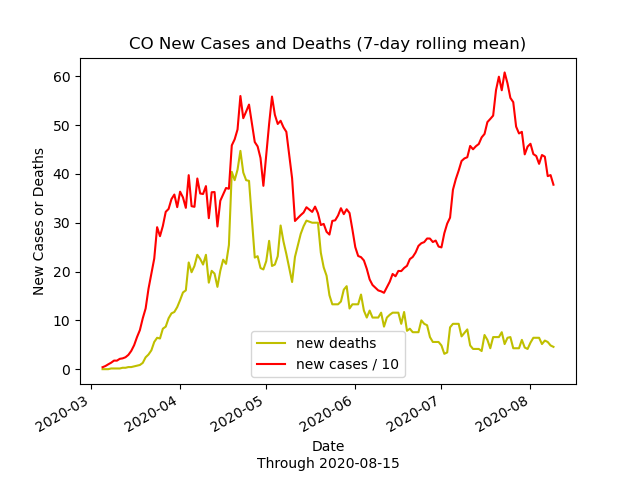 CO New Cases and Deaths (7-day rolling mean)
New Cases or Deaths
60
50
40
30
20
10
0
new deaths
new cases / 10
2020-03
2020-04
2020-05
2020-06
2020-07
2020-08
Date
Through 2020-08-15